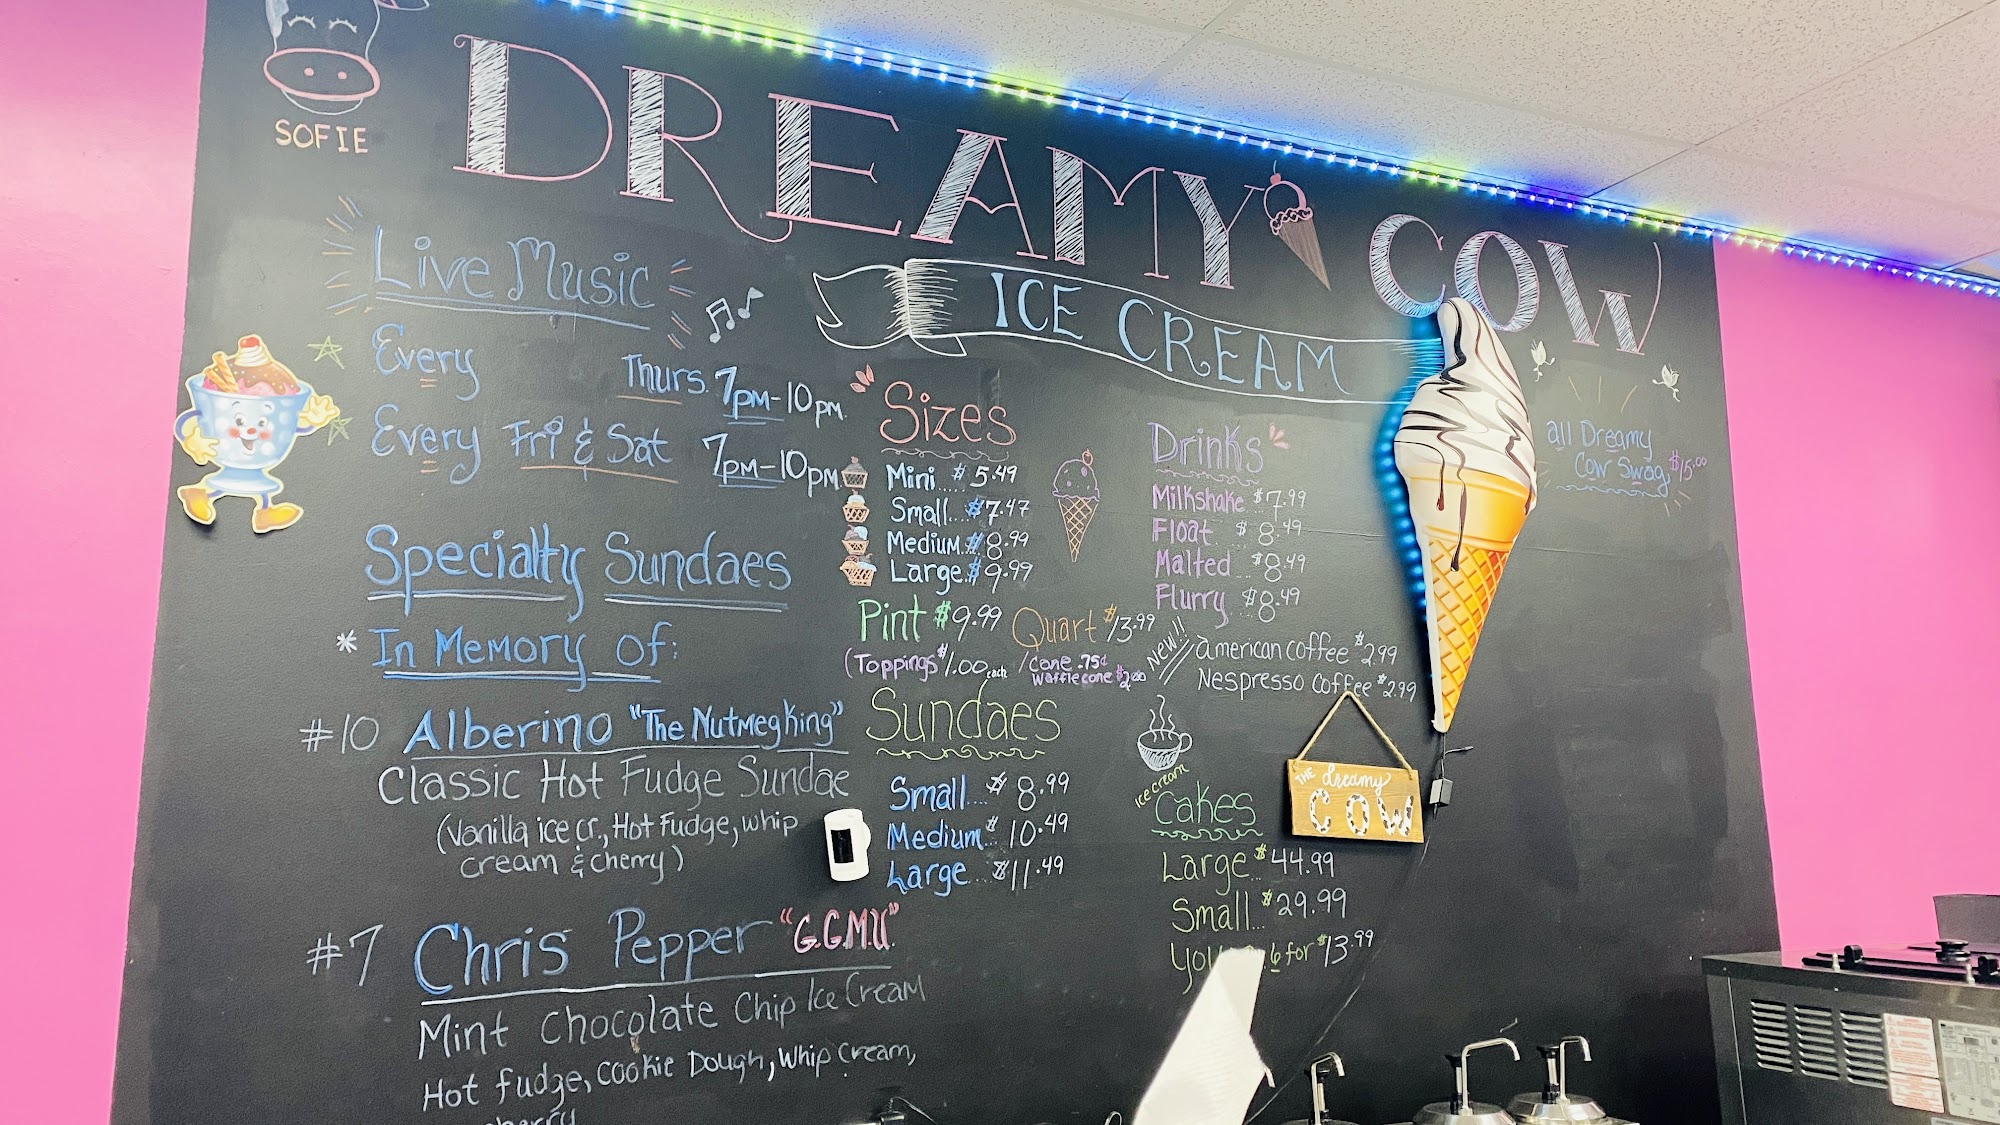 SOFIE
DREAMY COW
ICE CREAM
Live Music
Every Thurs. 7pm-10pm.
Every Fri & Sat 7pm-10pm
Specialty Sundaes
* In Memory of:
#10 Alberino "The Nutmeg King"
Classic Hot Fudge Sundae
(Vanilla ice cr., Hot Fudge, whip
cream & cherry)
#7 Chris Pepper "G.G.M.U."
Mint Chocolate Chip Ice Cream
Hot fudge, Cookie Dough, whip cream,
Sizes
Mini $5.49
Small....$7.47
Medium..$8.99
Large.$9.99
Pint $9.99 Quart $13.99
(Toppings $1.00 each / Cone .75¢
Waffle cone $2.00
Sundaes
Small....$8.99
Medium...$10.49
Large...$11.49
Drinks
Milkshake $7.99
Float $8.49
Malted...$8.49
Flurry $8.49
New!! American coffee $2.99
Nespresso coffee $2.99
Ice cream
Cakes
Large..$44.99
Small...$29.99
6 for $13.99
all Dreamy
Cow Swag $15.00
THE dreamy
COW